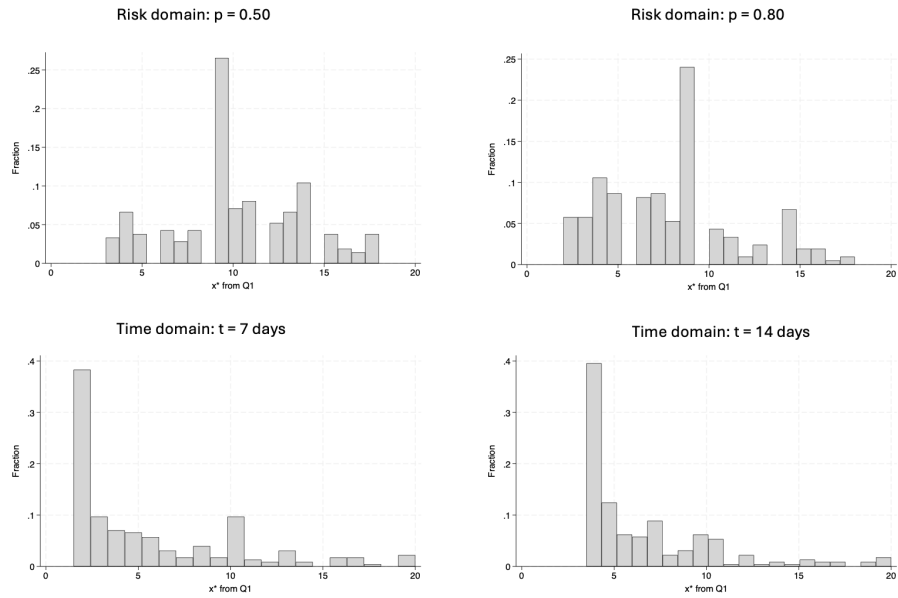 Risk domain: p = 0.50
Fraction
.25
.2
.15
.1
.05
0
0 5 10 15 20
x* from Q1
Risk domain: p = 0.80
Fraction
.25
.2
.15
.1
.05
0
0 5 10 15 20
x* from Q1
Time domain: t = 7 days
Fraction
.4
.3
.2
.1
0
0 5 10 15 20
x* from Q1
Time domain: t = 14 days
Fraction
.4
.3
.2
.1
0
0 5 10 15 20
x* from Q1